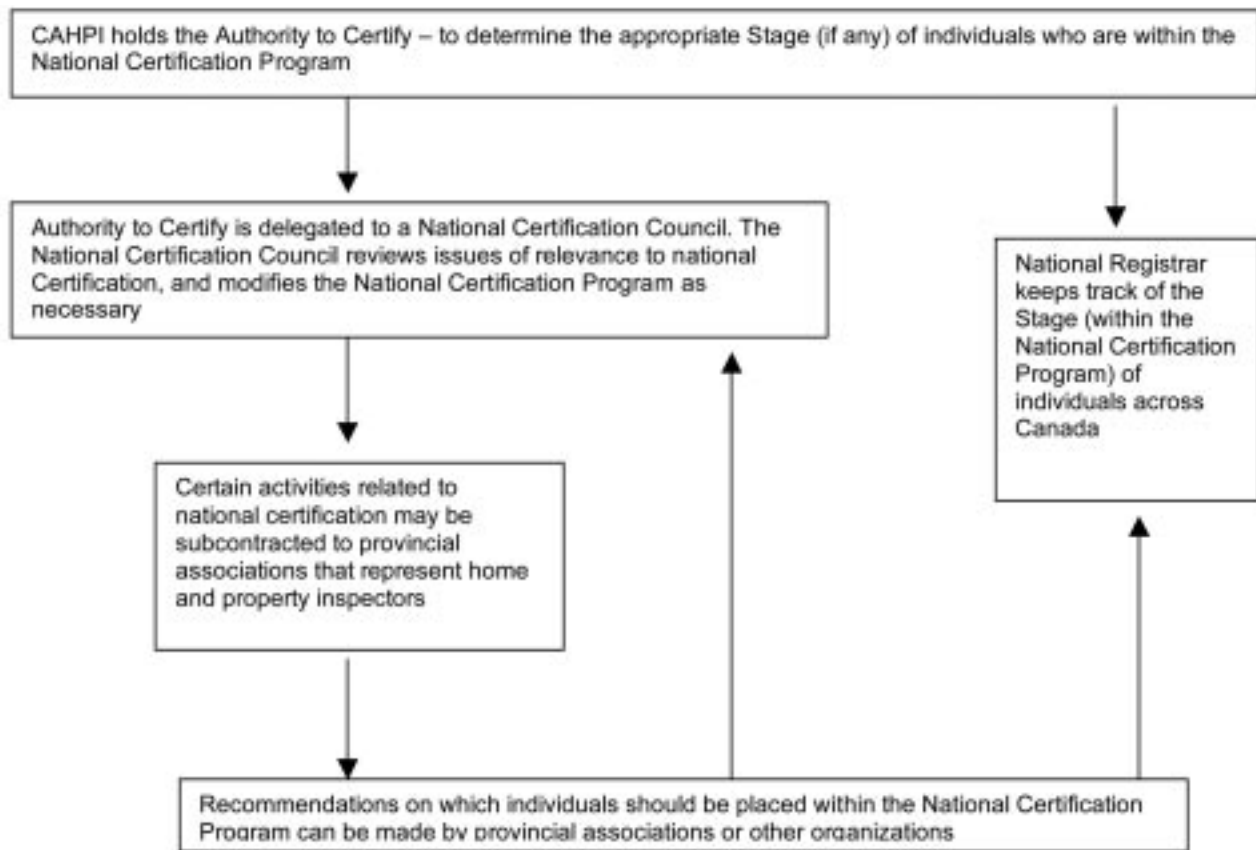 CAHPI holds the Authority to Certify – to determine the appropriate Stage (if any) of individuals who are within the
National Certification Program
Authority to Certify is delegated to a National Certification Council. The
National Certification Council reviews issues of relevance to national
Certification, and modifies the National Certification Program as
necessary
National Registrar
keeps track of the
Stage (within the
National Certification
Program) of
individuals across
Canada
Certain activities related to
national certification may be
subcontracted to provincial
associations that represent home
and property inspectors
Recommendations on which individuals should be placed within the National Certification
Program can be made by provincial associations or other organizations